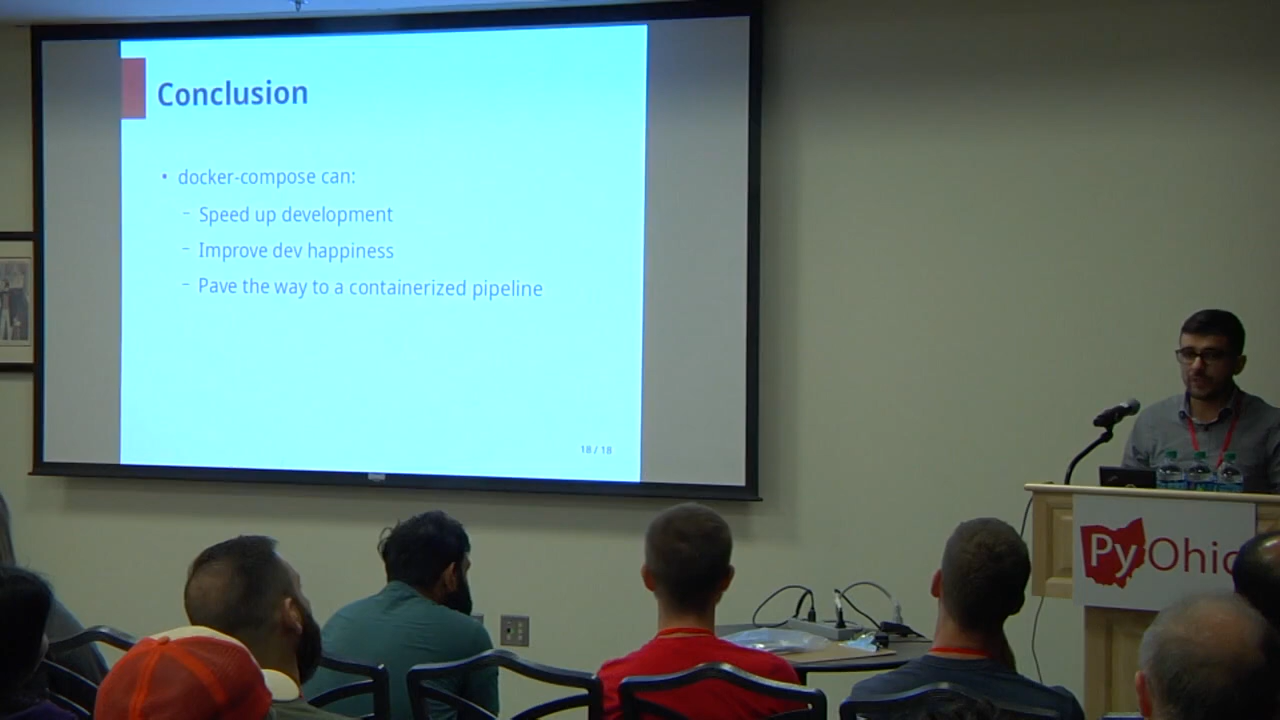 Conclusion
• docker-compose can:
– Speed up development
– Improve dev happiness
– Pave the way to a containerized pipeline
18 / 18
PyOhio